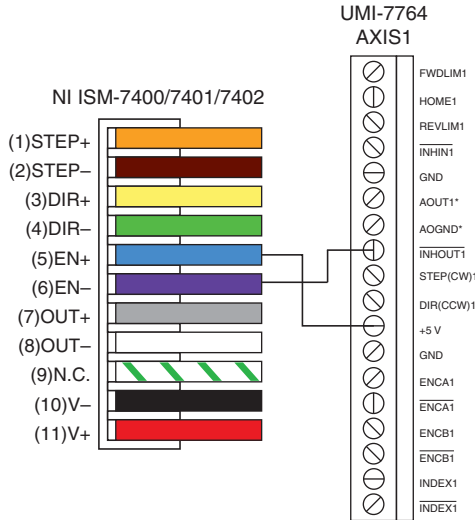 UMI-7764
AXIS1
NI ISM-7400/7401/7402
(1)STEP+
(2)STEP–
(3)DIR+
(4)DIR–
(5)EN+
(6)EN–
(7)OUT+
(8)OUT–
(9)N.C.
(10)V–
(11)V+
FWDLIM1
HOME1
REVLIM1
INHIN1
GND
AOUT1*
AOGND*
INHOUT1
STEP(CW)1
DIR(CCW)1
+5 V
GND
ENCA1
ENCA1
ENCB1
ENCB1
INDEX1
INDEX1